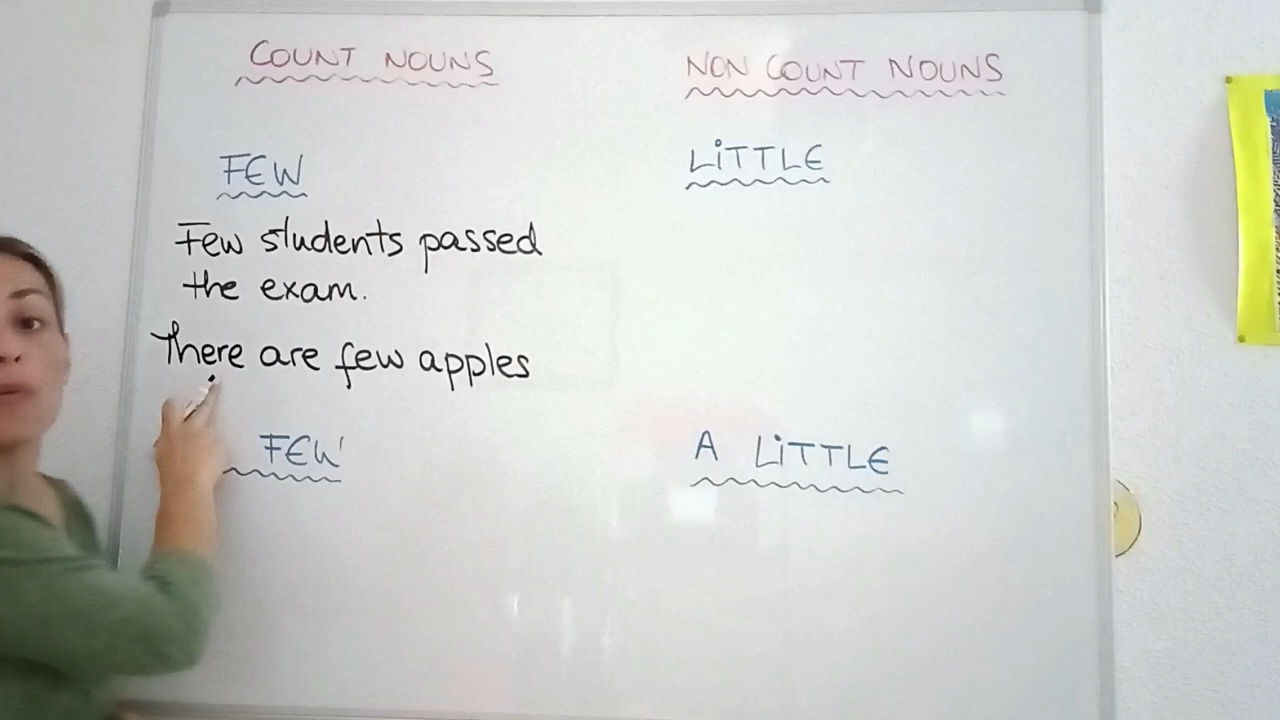 COUNT NOUNS
NON COUNT NOUNS
FEW
LiTTLE
Few students passed
the exam.
There are few apples
FEW
A LiTTLE